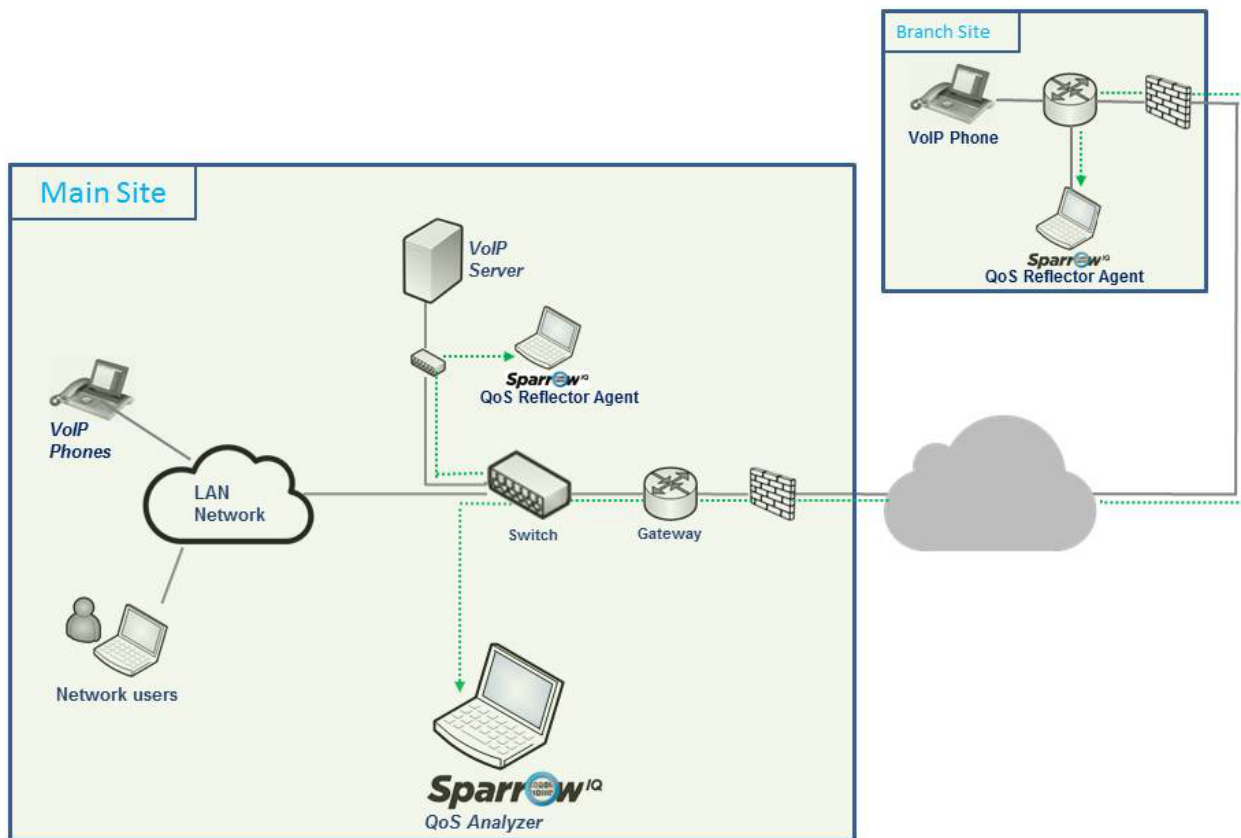 Branch Site
VoIP Phone
Sparrow IQ
QoS Reflector Agent
Main Site
VoIP
Server
Sparrow IQ
QoS Reflector Agent
VoIP
Phones
LAN
Network
Switch
Gateway
Network users
Sparrow IQ
QoS Analyzer